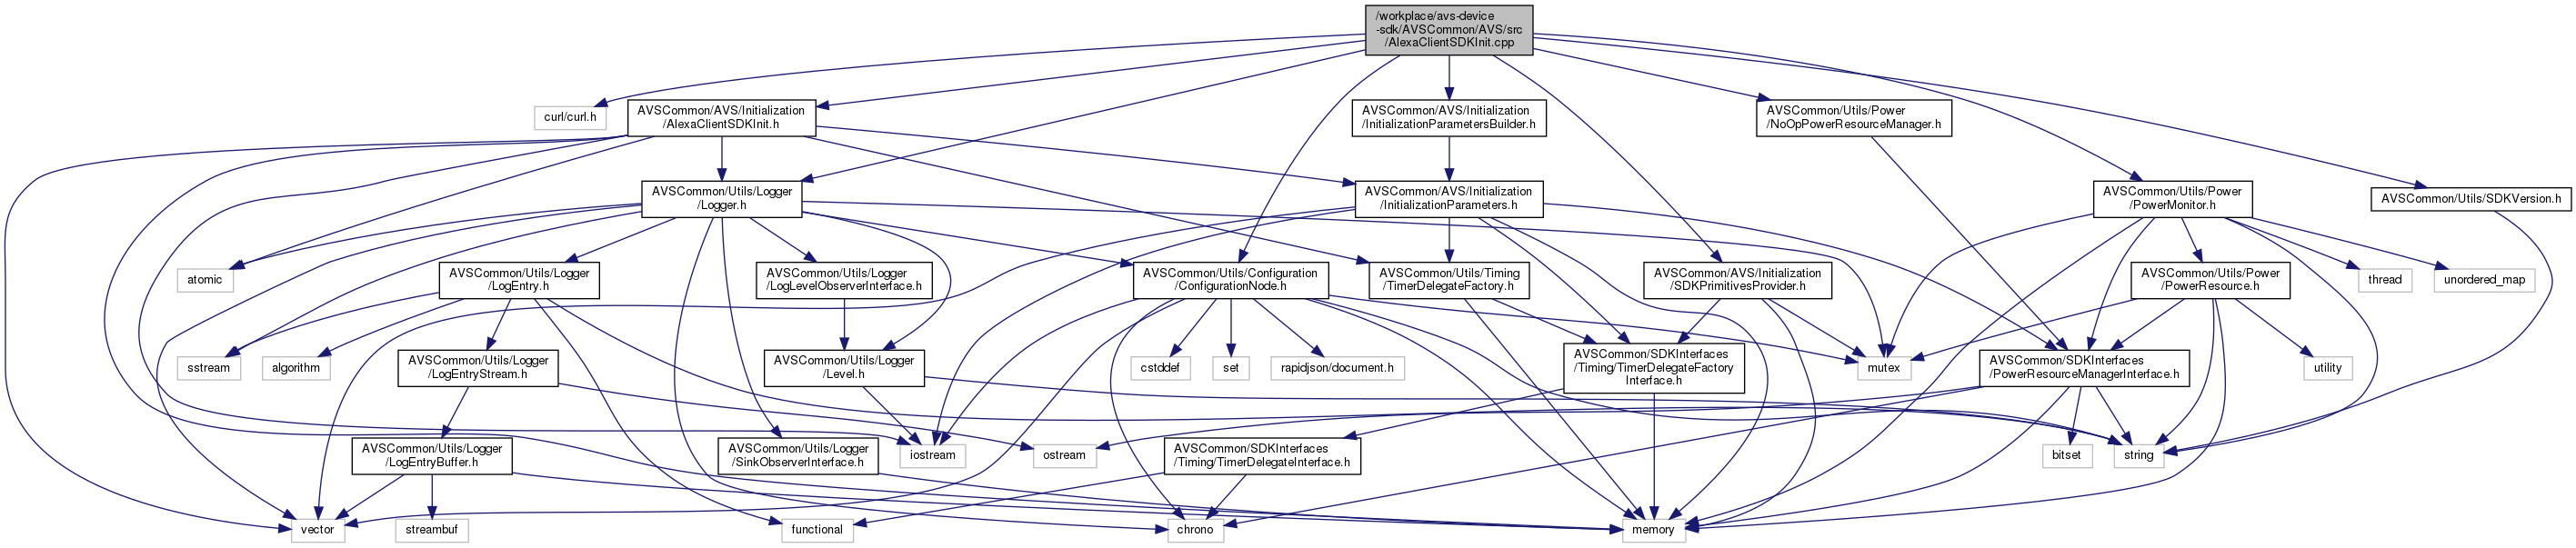 /workplace/avs-device
-sdk/AVSCommon/AVS/src
/AlexaClientSDKInit.cpp
curl/curl.h
AVSCommon/AVS/Initialization
/AlexaClientSDKInit.h
AVSCommon/AVS/Initialization
/InitializationParametersBuilder.h
AVSCommon/Utils/Power
/NoOpPowerResourceManager.h
AVSCommon/Utils/Logger
/Logger.h
AVSCommon/AVS/Initialization
/InitializationParameters.h
AVSCommon/Utils/Power
/PowerMonitor.h
AVSCommon/Utils/SDKVersion.h
atomic
AVSCommon/Utils/Logger
/LogEntry.h
AVSCommon/Utils/Logger
/LogLevelObserverInterface.h
AVSCommon/Utils/Configuration
/ConfigurationNode.h
AVSCommon/Utils/Timing
/TimerDelegateFactory.h
AVSCommon/AVS/Initialization
/SDKPrimitivesProvider.h
AVSCommon/Utils/Power
/PowerResource.h
thread
unordered_map
sstream
algorithm
AVSCommon/Utils/Logger
/LogEntryStream.h
AVSCommon/Utils/Logger
/Level.h
cstddef
set
rapidjson/document.h
AVSCommon/SDKInterfaces
/Timing/TimerDelegateFactory
Interface.h
mutex
AVSCommon/SDKInterfaces
/PowerResourceManagerInterface.h
utility
AVSCommon/Utils/Logger
/LogEntryBuffer.h
AVSCommon/Utils/Logger
/SinkObserverInterface.h
iostream
ostream
AVSCommon/SDKInterfaces
/Timing/TimerDelegateInterface.h
bitset
string
vector
streambuf
functional
chrono
memory